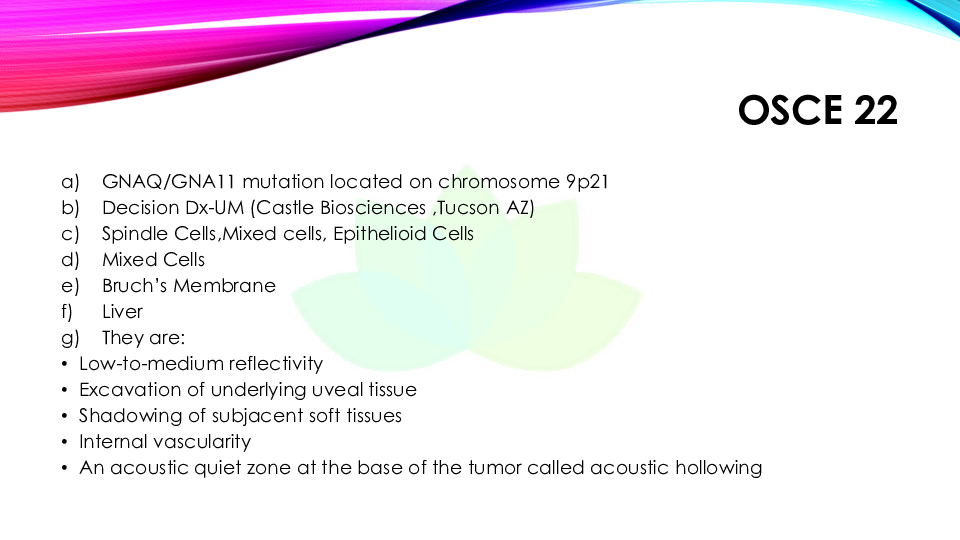 OSCE 22
a) GNAQ/GNA11 mutation located on chromosome 9p21
b) Decision Dx-UM (Castle Biosciences ,Tucson AZ)
c) Spindle Cells,Mixed cells, Epithelioid Cells
d) Mixed Cells
e) Bruch’s Membrane
f) Liver
g) They are:
• Low-to-medium reflectivity
• Excavation of underlying uveal tissue
• Shadowing of subjacent soft tissues
• Internal vascularity
• An acoustic quiet zone at the base of the tumor called acoustic hollowing